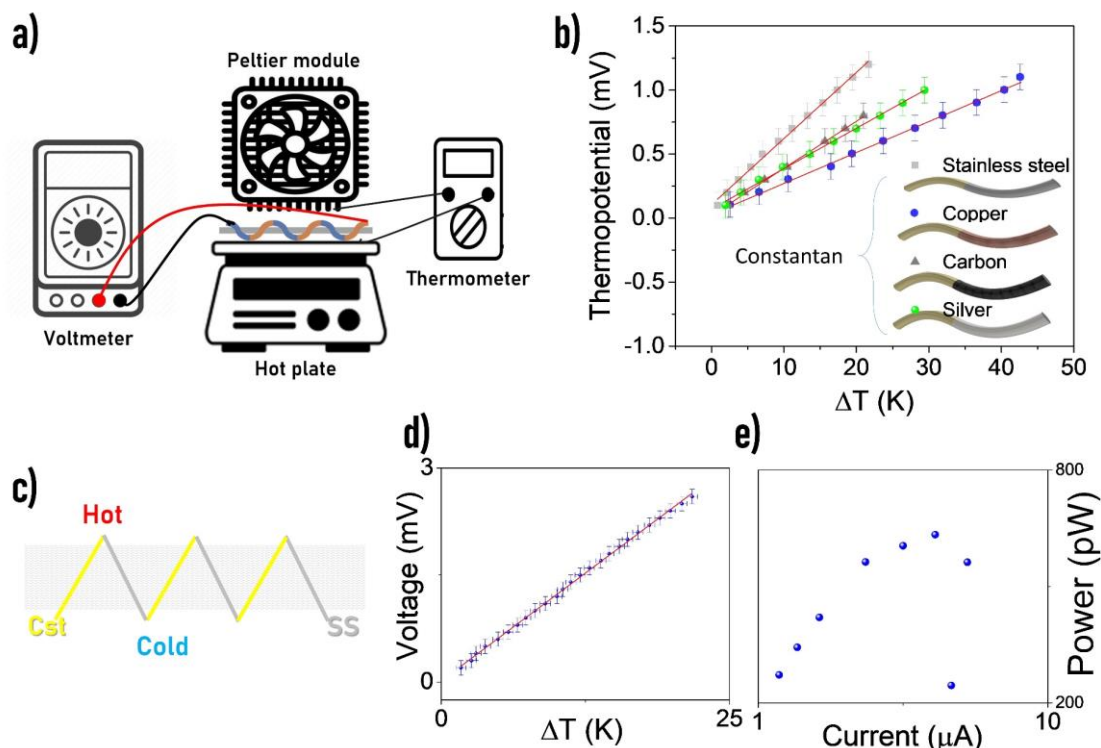 a)
Peltier module
Voltmeter
Hot plate
Thermometer
b)
Thermopotential (mV)
1.5
1.0
0.5
0.0
-0.5
-1.0
Stainless steel
Copper
Carbon
Silver
Constantan
0
10
20
30
40
50
ΔT (K)
c)
Hot
Cst
SS
Cold
d)
Voltage (mV)
3
0
0
25
ΔT (K)
e)
800
200
Power (pW)
1
10
Current (μA)